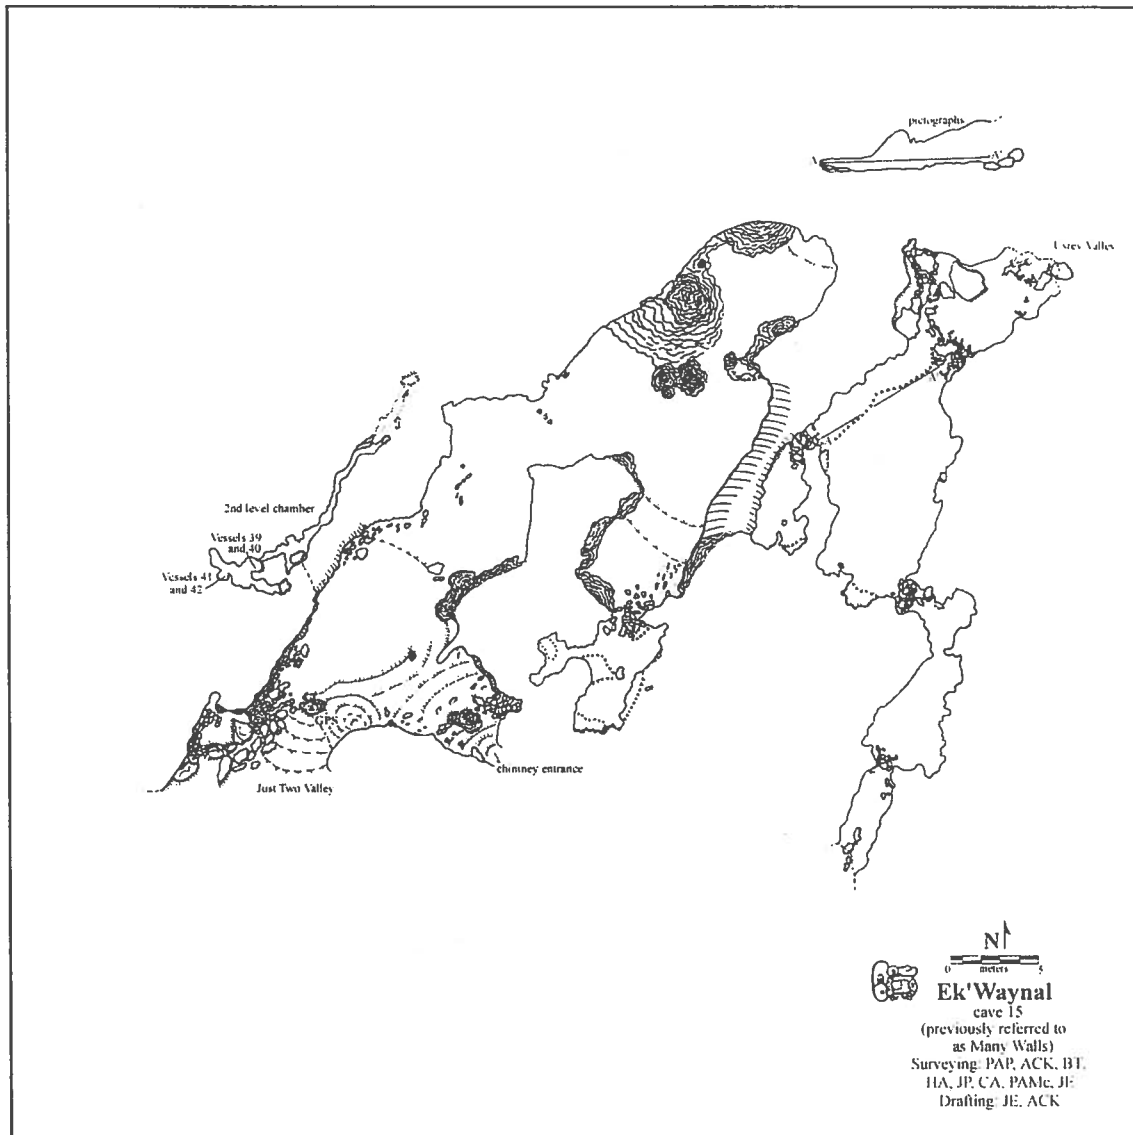 pictographs
A
A'
2nd level chamber
Vessels 39
and 40
Vessels 41
and 42
GPS
chimney entrance
Just Two Valley
N
0 meters 5
Ek'Waynal
cave 15
(previously referred to
as Many Walls)
Surveying: PAP, ACK, BT,
HA, JP, CA, PAMc, JE
Drafting: JE, ACK